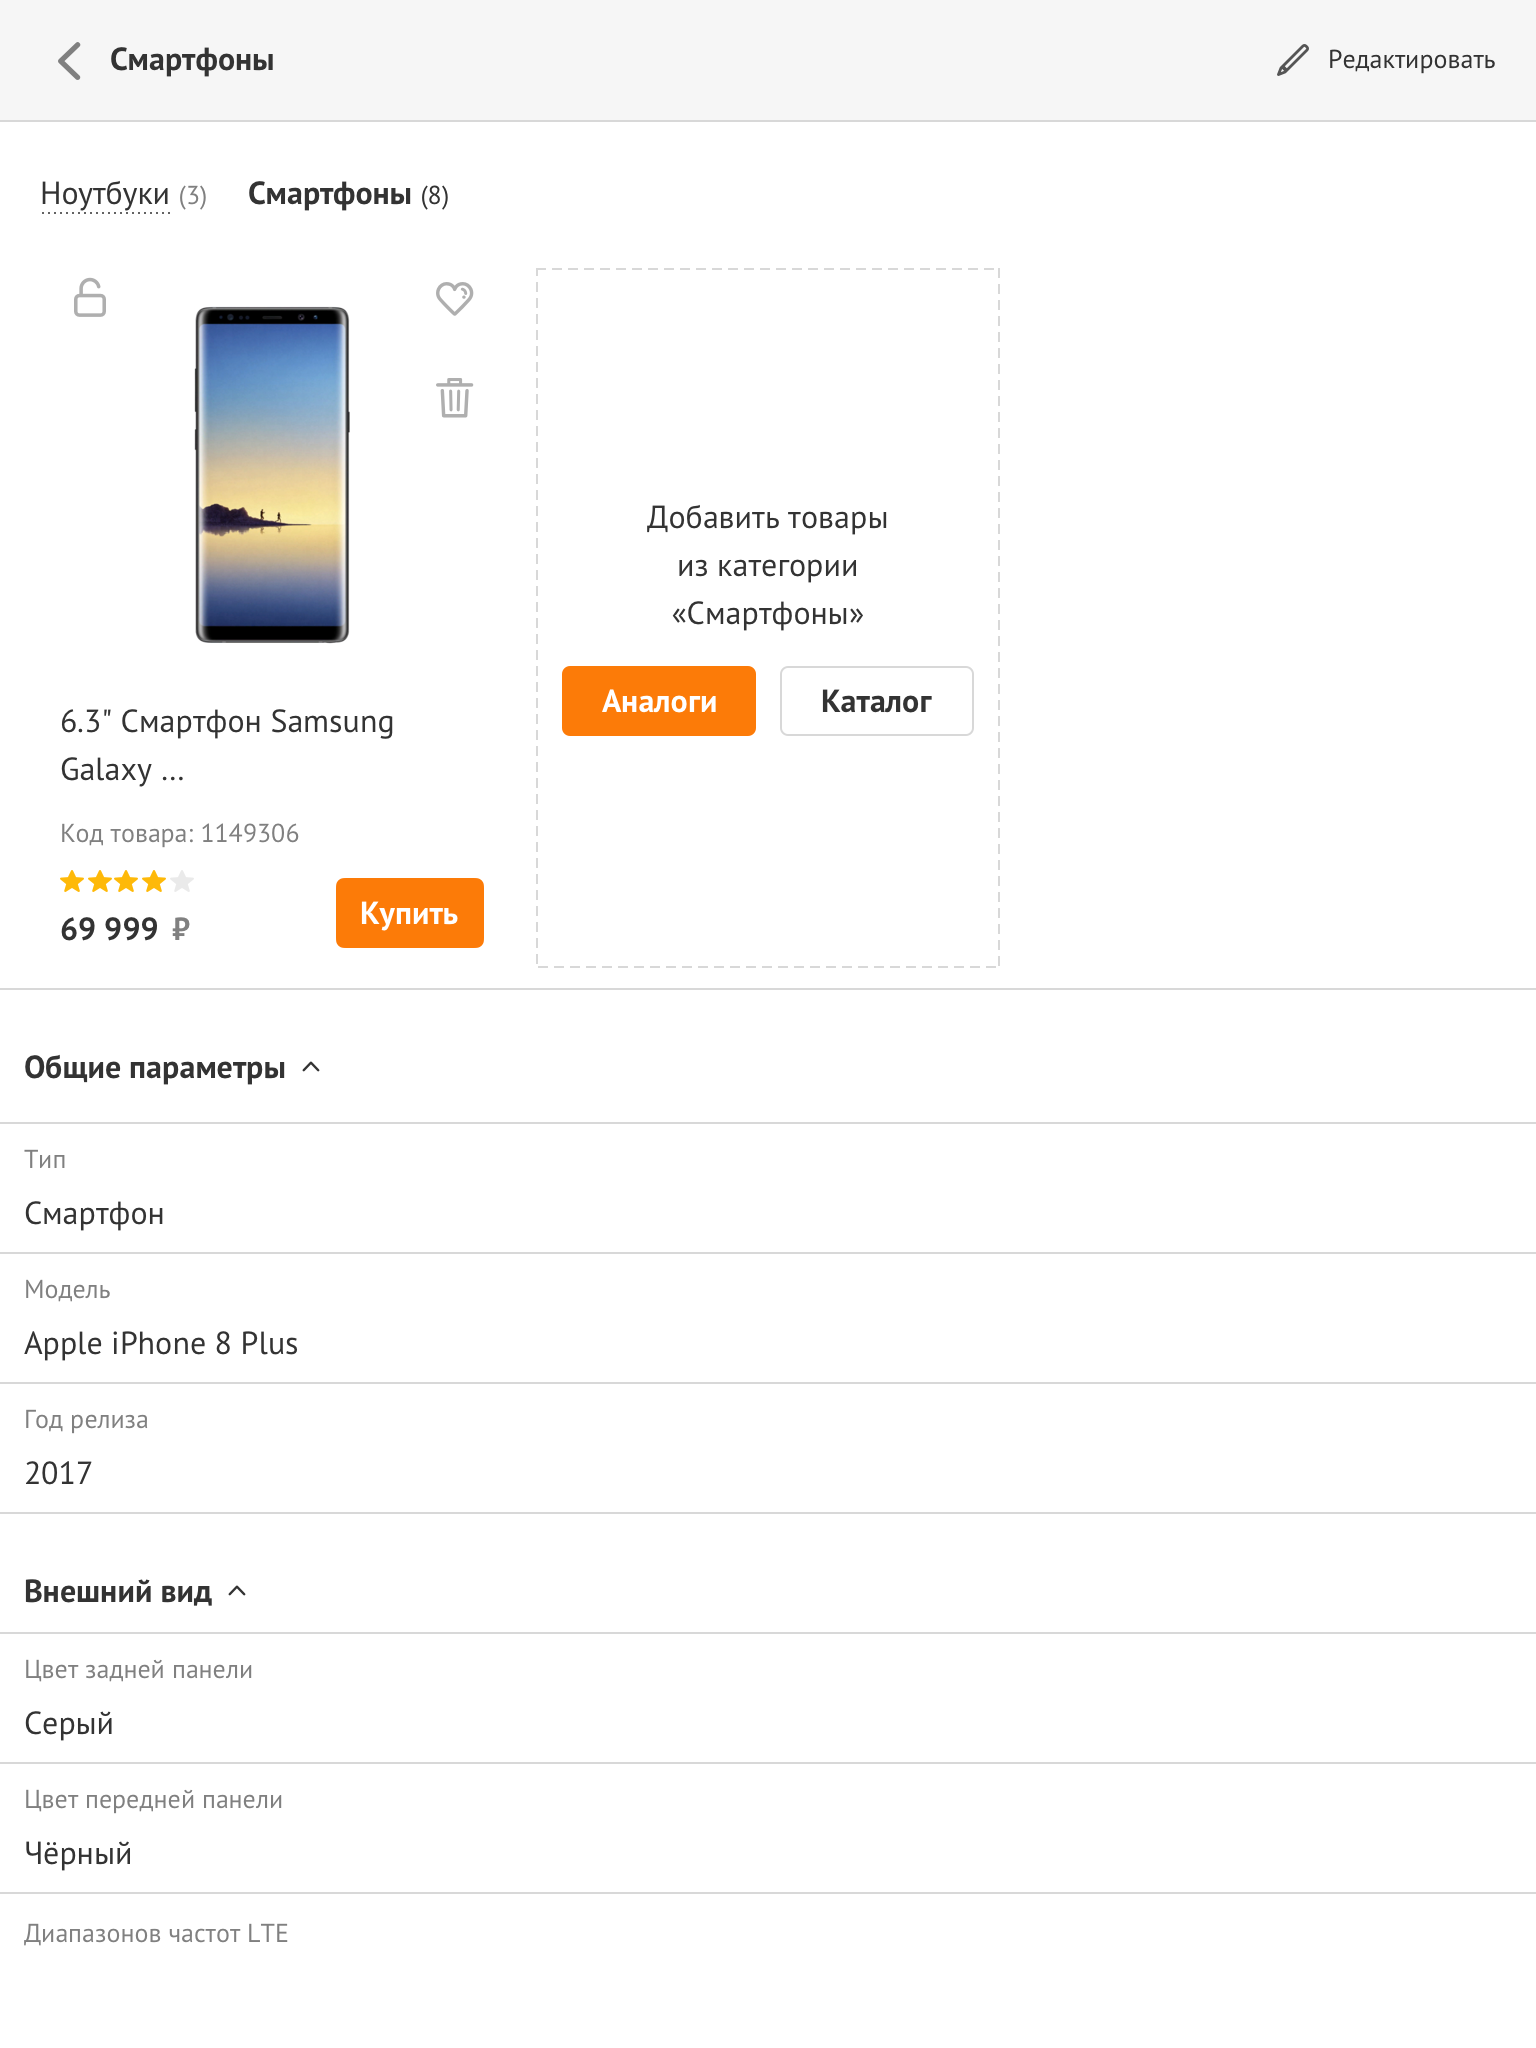 Смартфоны
Редактировать
Ноутбуки (3)
Смартфоны (8)
Добавить товары
из категории
«Смартфоны»
Аналоги
Каталог
6.3" Смартфон Samsung
Galaxy ...
Код товара: 1149306
69 999 ₽
Купить
Общие параметры
Тип
Смартфон
Модель
Apple iPhone 8 Plus
Год релиза
2017
Внешний вид
Цвет задней панели
Серый
Цвет передней панели
Чёрный
Диапазонов частот LTE